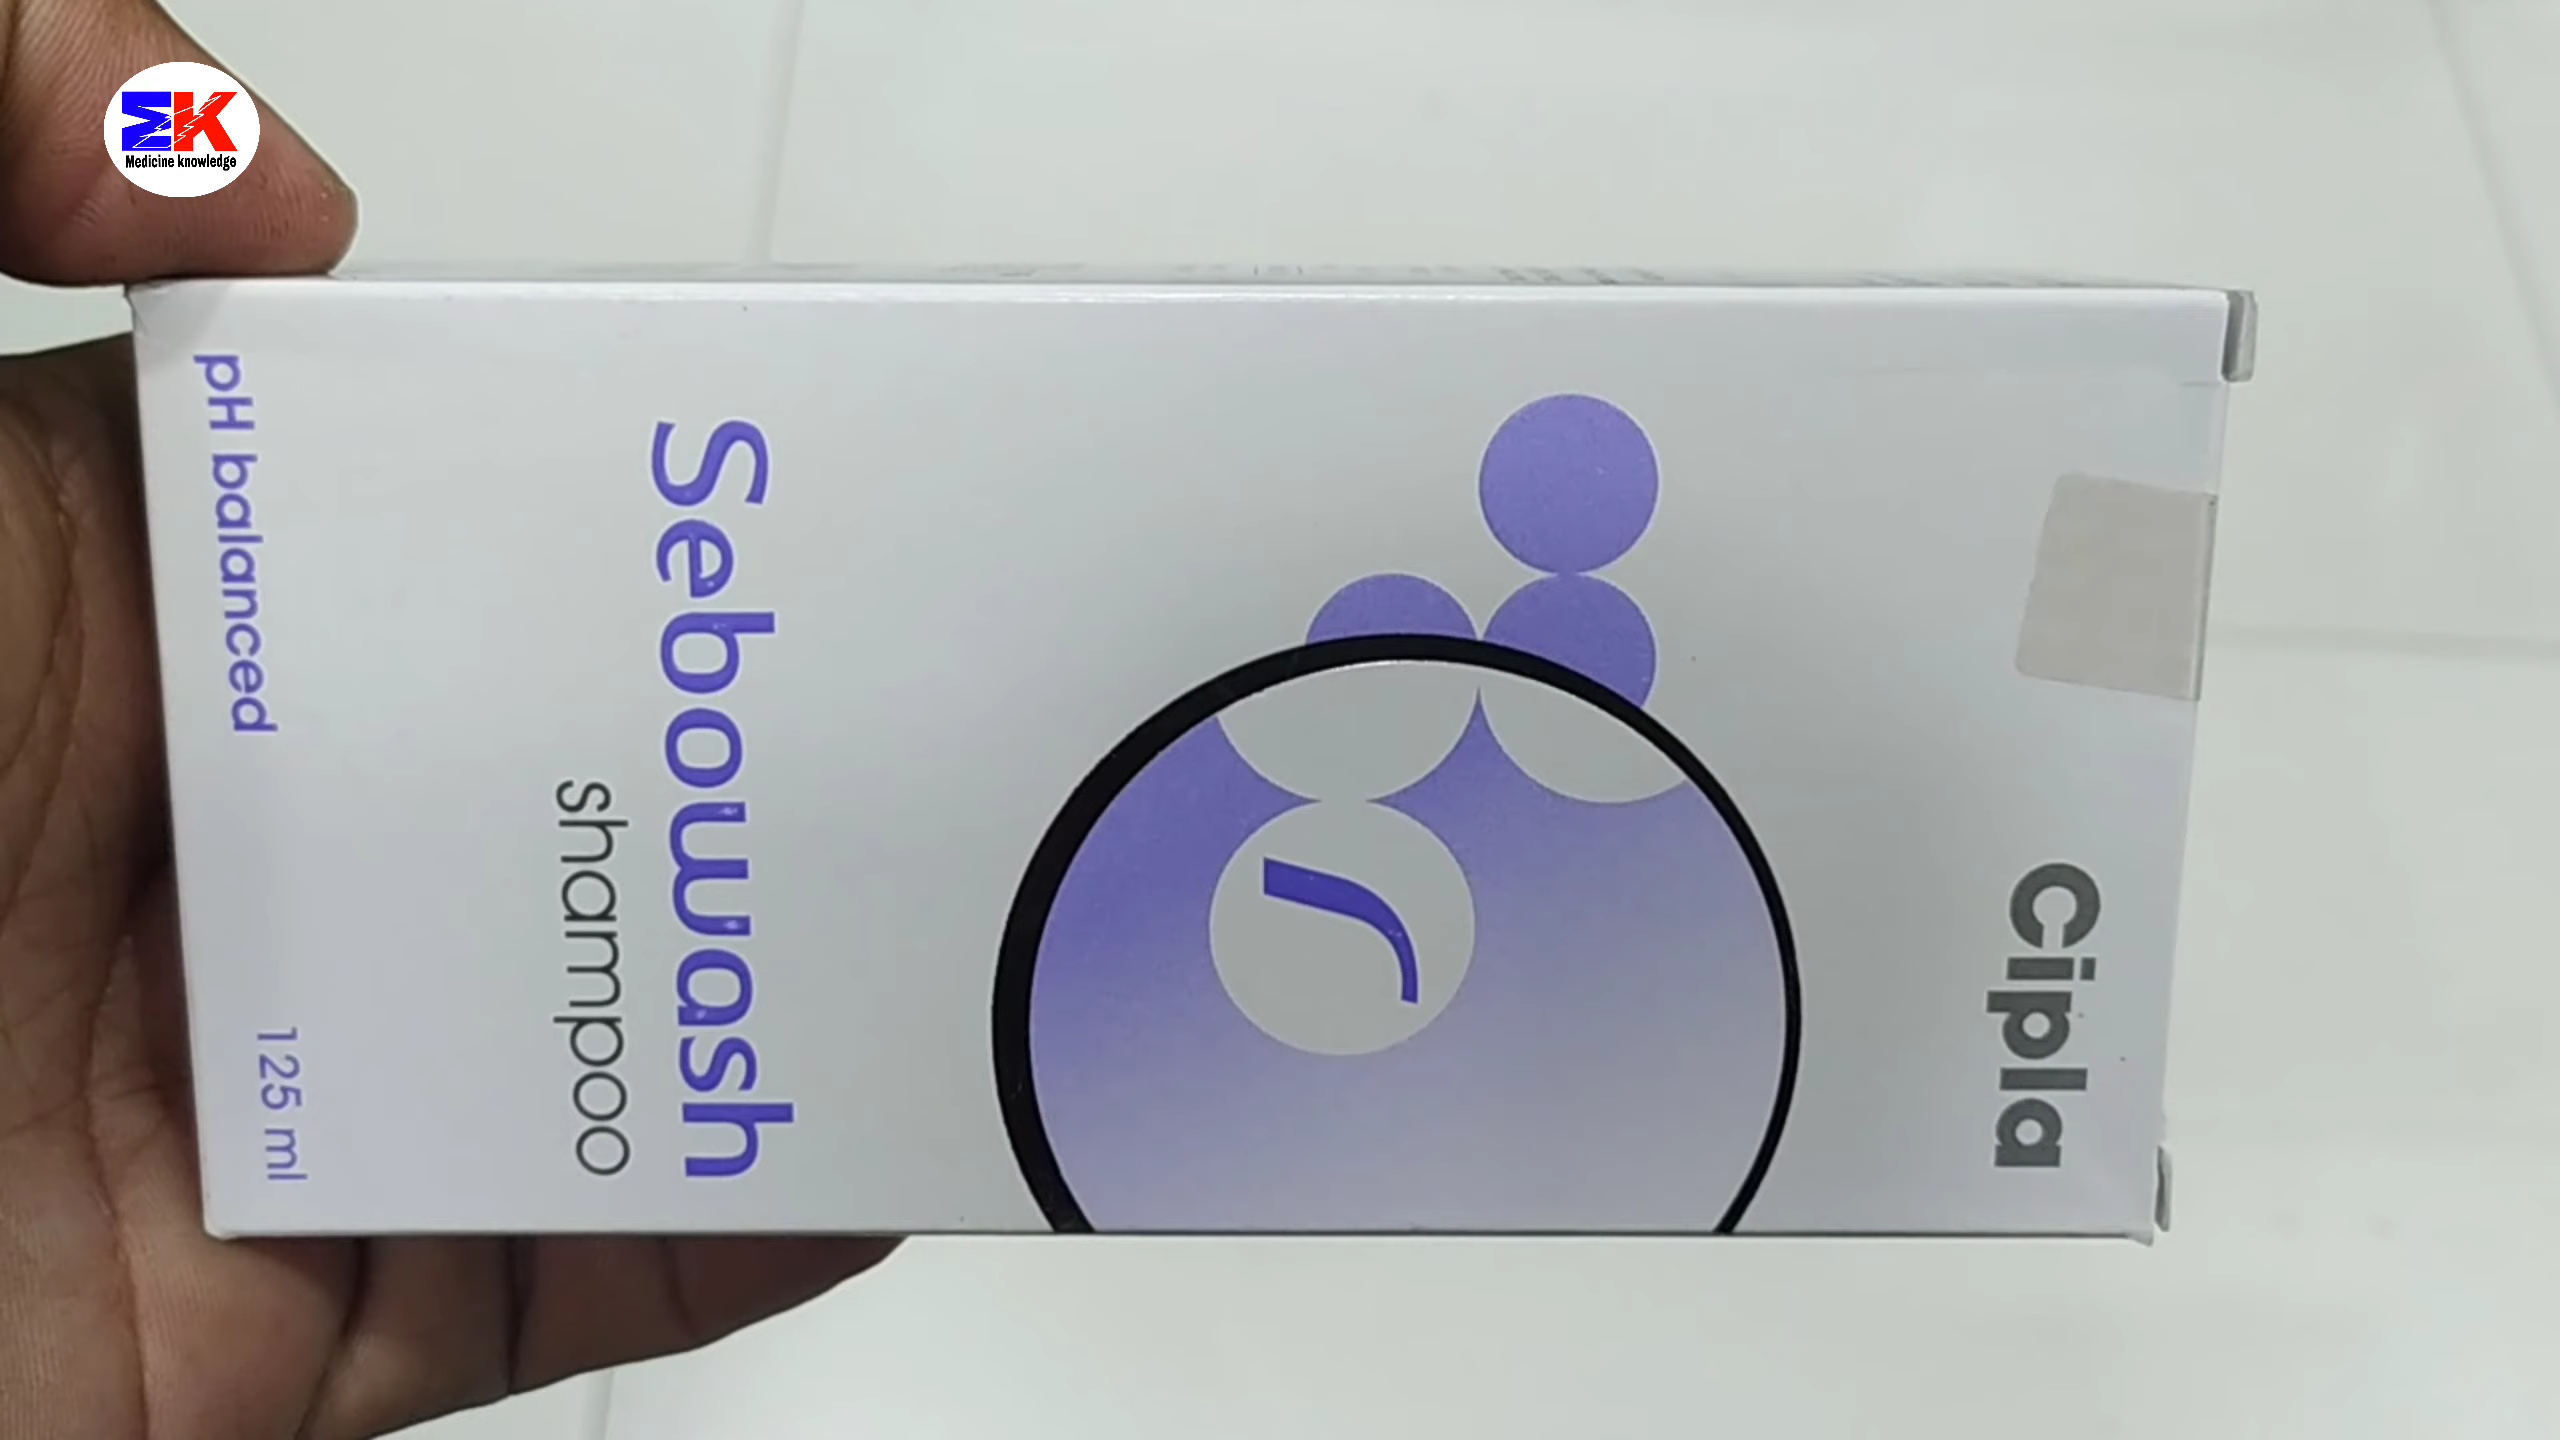 Medicine knowledge
Cipla
Sebowash
shampoo
pH balanced
125 ml